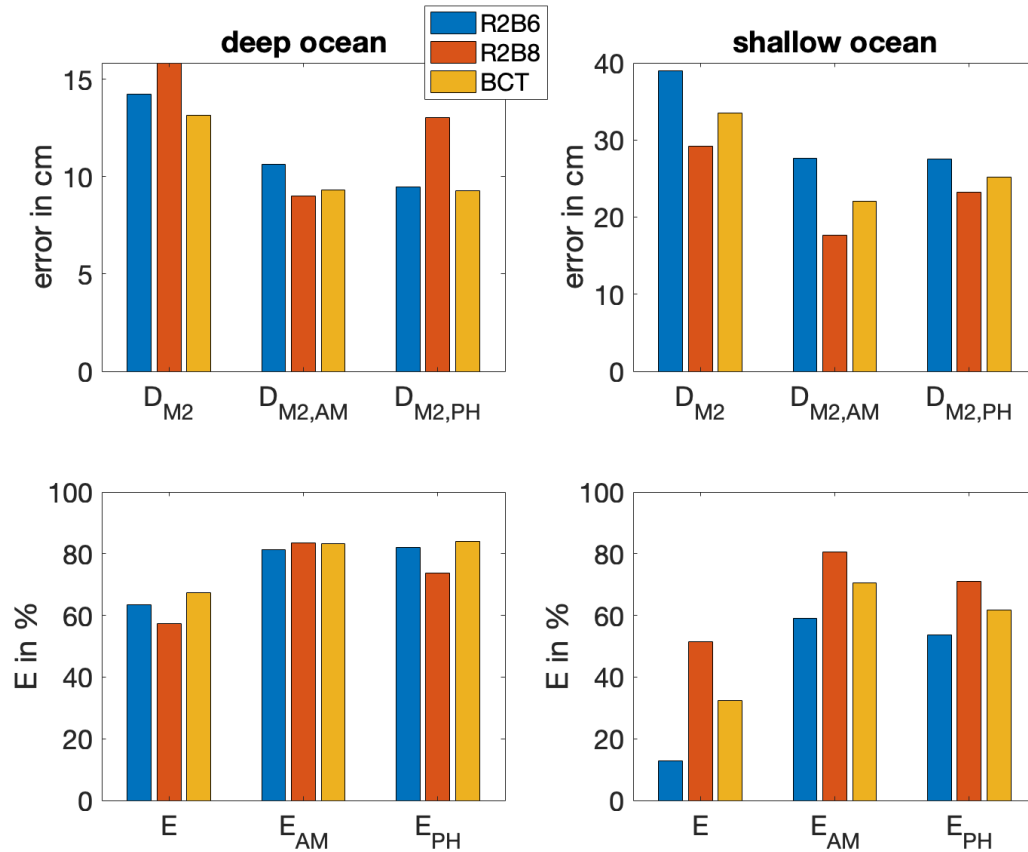 deep ocean
R2B6
R2B8
BCT
shallow ocean
error in cm
15
10
5
0
D_M2
D_M2,AM
D_M2,PH
error in cm
40
30
20
10
0
D_M2
D_M2,AM
D_M2,PH
E in %
100
80
60
40
20
0
E
E_AM
E_PH
E in %
100
80
60
40
20
0
E
E_AM
E_PH